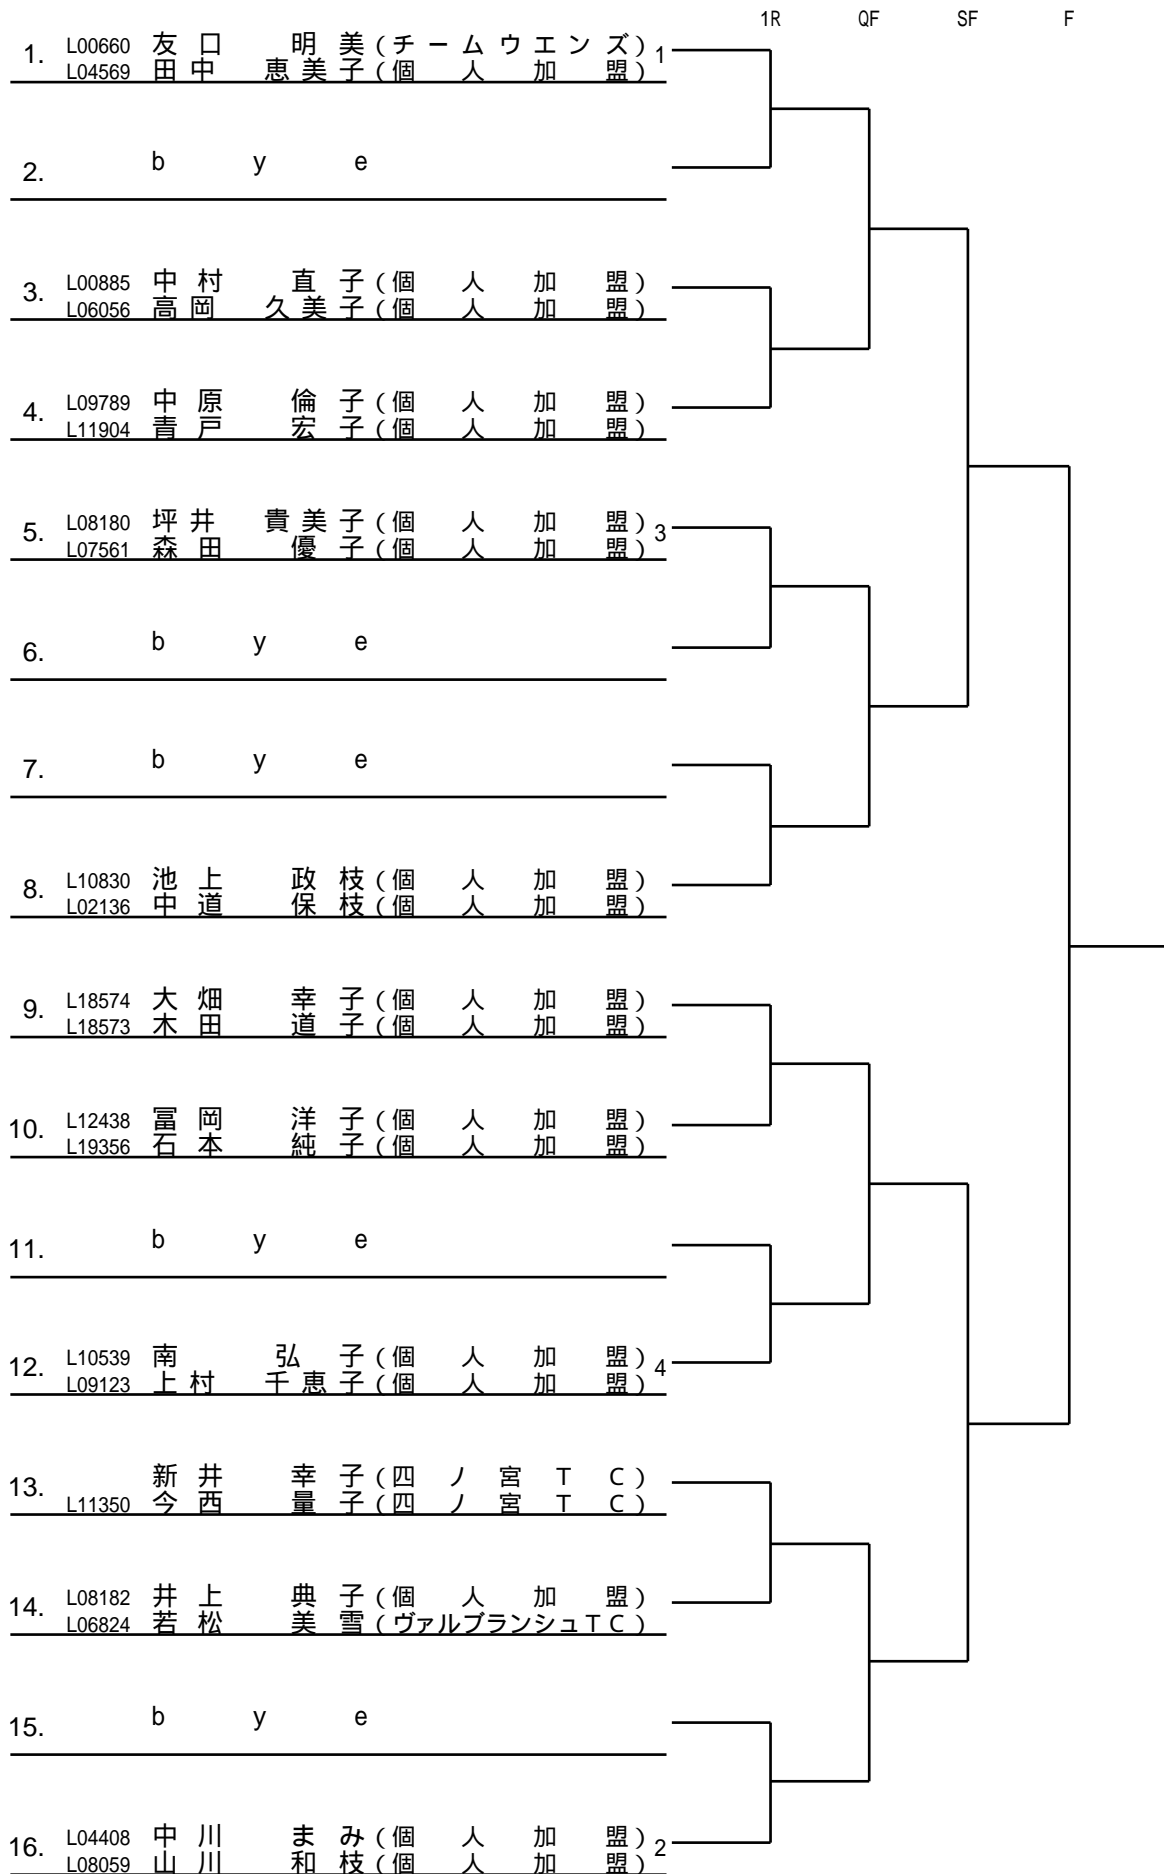 1R QF SF F
1. L00660 友口 明美(チームウエンズ) 1
L04569 田中 恵美子(個人加盟)
2. bye
3. L00885 中村 直子(個人加盟)
L06056 高岡 久美子(個人加盟)
4. L09789 中原 倫子(個人加盟)
L11904 青戸 宏子(個人加盟)
5. L08180 坪井 貴美子(個人加盟) 3
L07561 森田 優子(個人加盟)
6. bye
7. bye
8. L10830 池上 政枝(個人加盟)
L02136 中道 保枝(個人加盟)
9. L18574 大畑 幸子(個人加盟)
L18573 木田 道子(個人加盟)
10. L12438 冨岡 洋子(個人加盟)
L19356 石本 純子(個人加盟)
11. bye
12. L10539 南 弘子(個人加盟) 4
L09123 上村 千恵子(個人加盟)
13. 新井 幸子(四ノ宮TC)
L11350 今西 量子(四ノ宮TC)
14. L08182 井上 典子(個人加盟)
L06824 若松 美雪(ヴァルブランシュTC)
15. bye
16. L04408 中川 まみ(個人加盟) 2
L08059 山川 和枝(個人加盟)